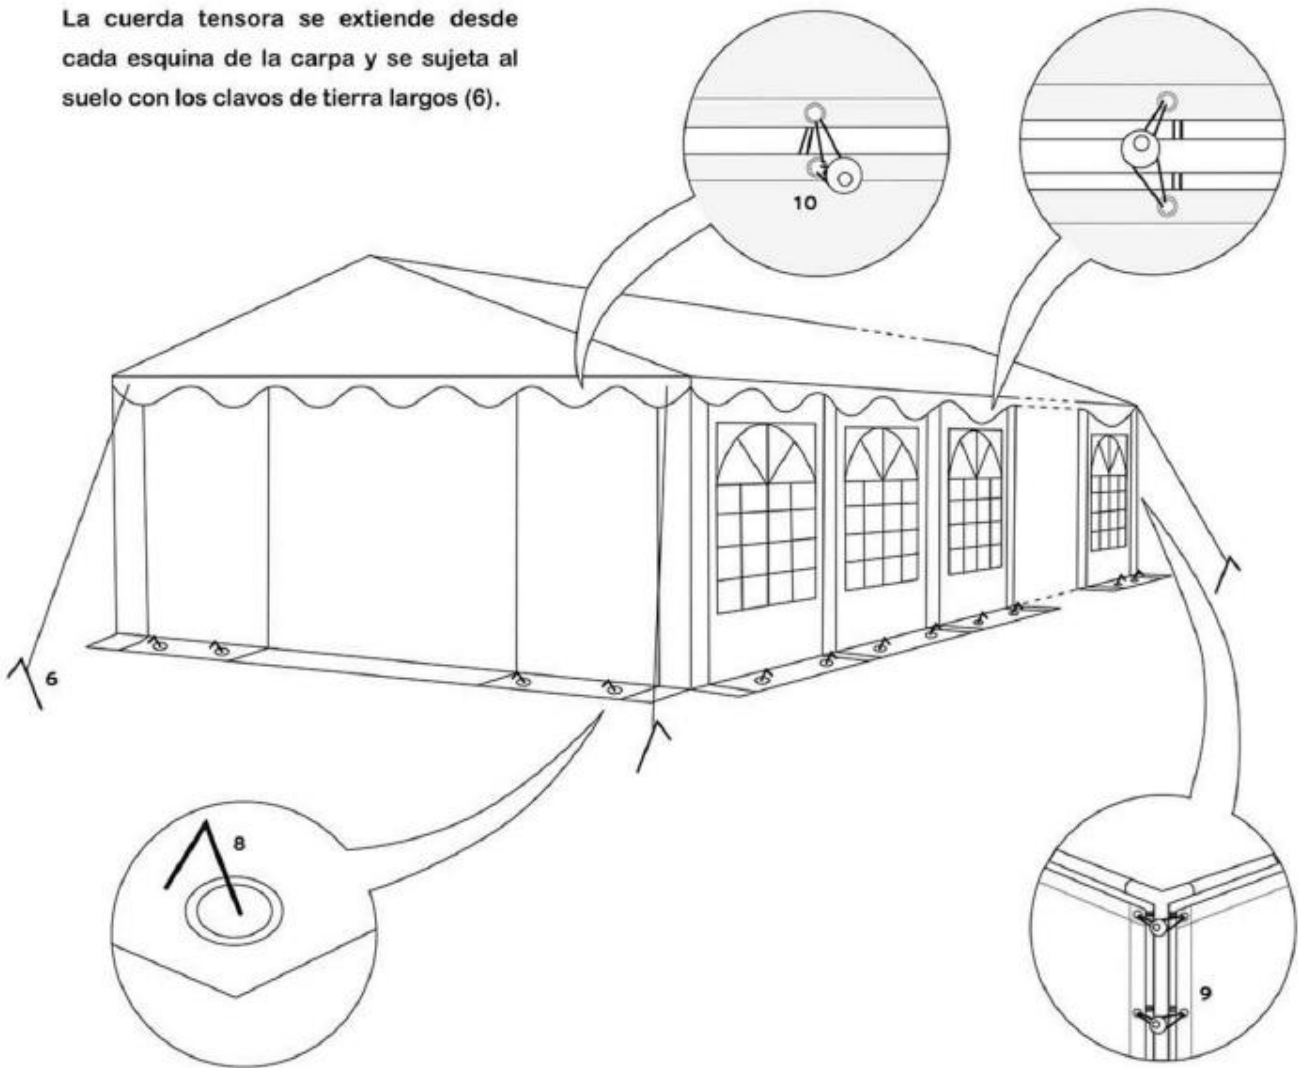 La cuerda tensora se extiende desde
cada esquina de la carpa y se sujeta al
suelo con los clavos de tierra largos (6).
10
6
8
9